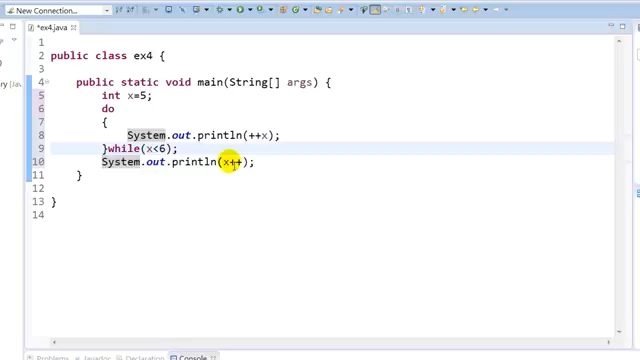 New Connection...
*ex4.java
1
2 public class ex4 {
3
4 public static void main(String[] args) {
5 int x=5;
6 do
7 {
8 System.out.println(++x);
9 }while(x<6);
10 System.out.println(x++);
11 }
12
13 }
14
Problems Javadoc Declaration Console